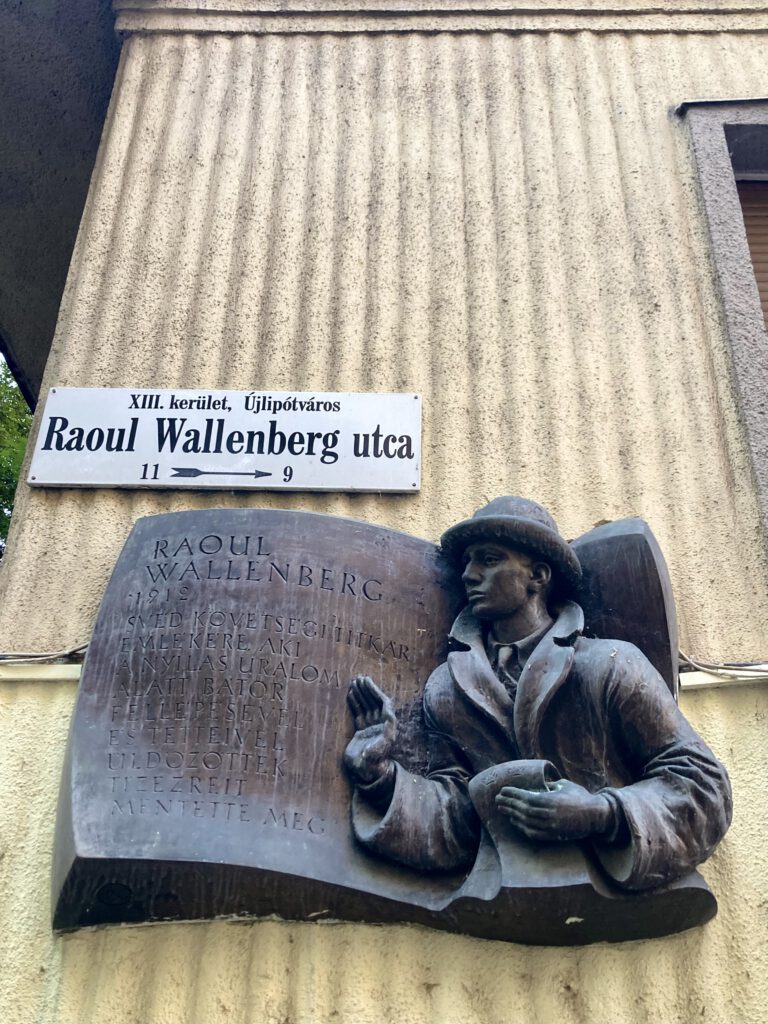 XIII. kerület, Újlipótváros
Raoul Wallenberg utca
11 9
RAOUL
WALLENBERG
1912
SVÉD KÖVETSÉGI TITKÁR
EMLÉKÉRE, AKI
A NYILAS URALOM
ALATT BÁTOR
FELLÉPÉSÉVEL
ÉS TETTEIVEL
ÜLDÖZÖTTEK
TIZEZREIT
MENTETTE MEG